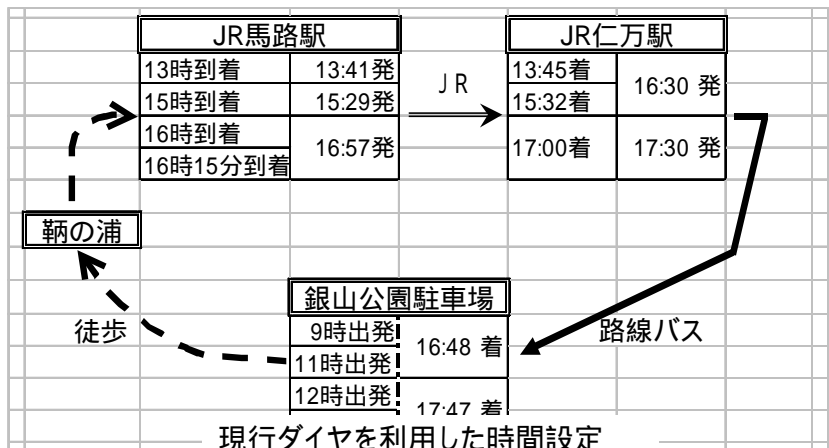 JR馬路駅 JR仁万駅
13時到着 13:41発 13:45着 16:30 発
JR
15時到着 15:29発 15:32着
16時到着 16:57発 17:00着 17:30 発
16時15分到着
鞆の浦
銀山公園駐車場
徒歩 9時出発 16:48 着 路線バス
11時出発
12時出発 17:47 着
現行ダイヤを利用した時間設定